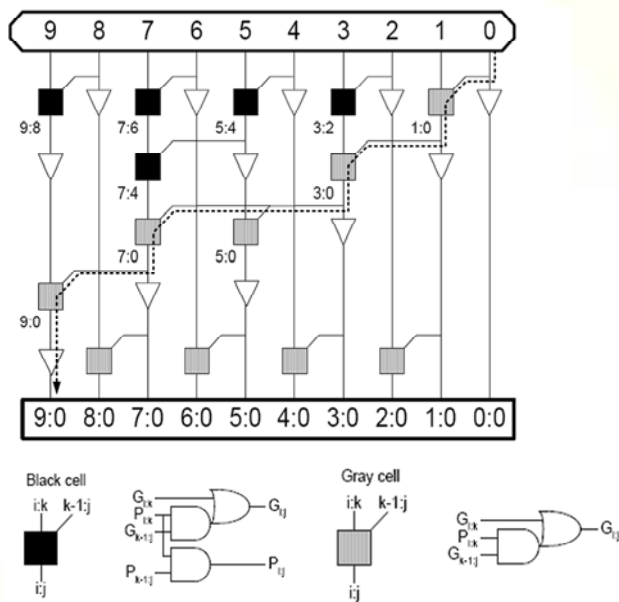 9 8 7 6 5 4 3 2 1 0
9:8 7:6 5:4 3:2 1:0
7:4 3:0
7:0 5:0
9:0
9:0 8:0 7:0 6:0 5:0 4:0 3:0 2:0 1:0 0:0
Black cell
i:k k-1:j
i:j
G i:k
P i:k
G k-1:j
G i:j
P k-1:j
P i:j
Gray cell
i:k k-1:j
i:j
G i:k
P i:k
G k-1:j
G i:j